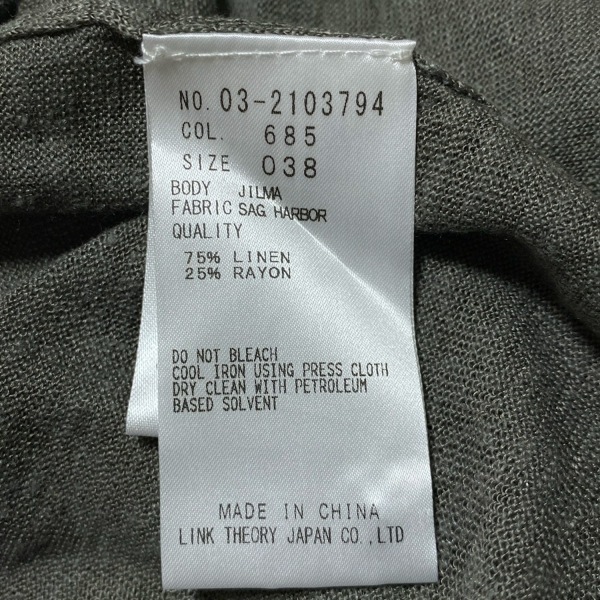 NO. 03-2103794
COL. 685
SIZE 038
BODY JILMA
FABRIC SAG HARBOR
QUALITY
75% LINEN
25% RAYON
DO NOT BLEACH
COOL IRON USING PRESS CLOTH
DRY CLEAN WITH PETROLEUM
BASED SOLVENT
MADE IN CHINA
LINK THEORY JAPAN CO.,LTD